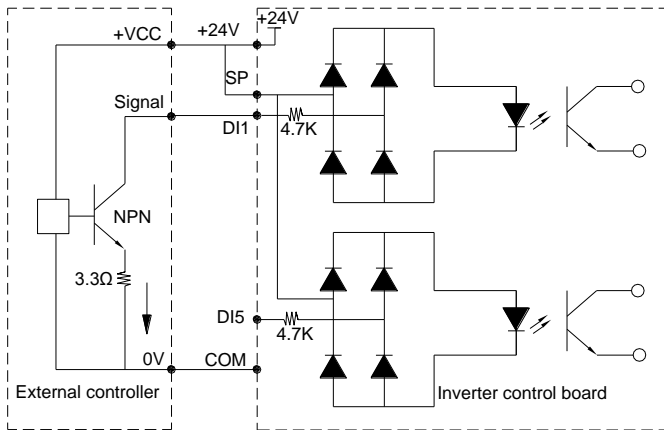 +24V
+VCC
+24V
SP
Signal
DI1
4.7K
NPN
3.3Ω
DI5
4.7K
0V
COM
External controller
Inverter control board